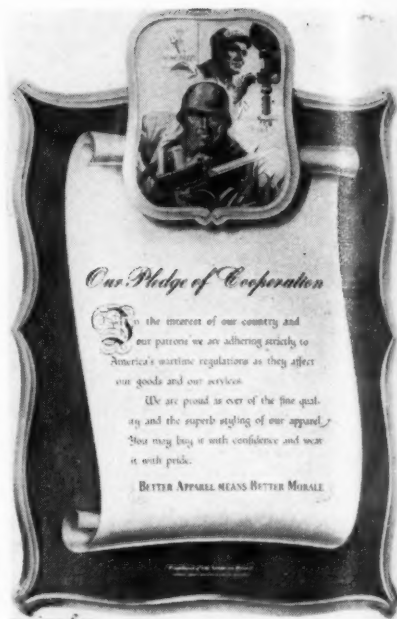 Our Pledge of Cooperation
In the interest of our country and
our patrons we are adhering strictly to
America's wartime regulations as they affect
our goods and our services.
We are proud as ever of the fine qual-
ity and the superb styling of our apparel.
You may buy it with confidence and wear
it with pride.
BETTER APPAREL MEANS BETTER MORALE